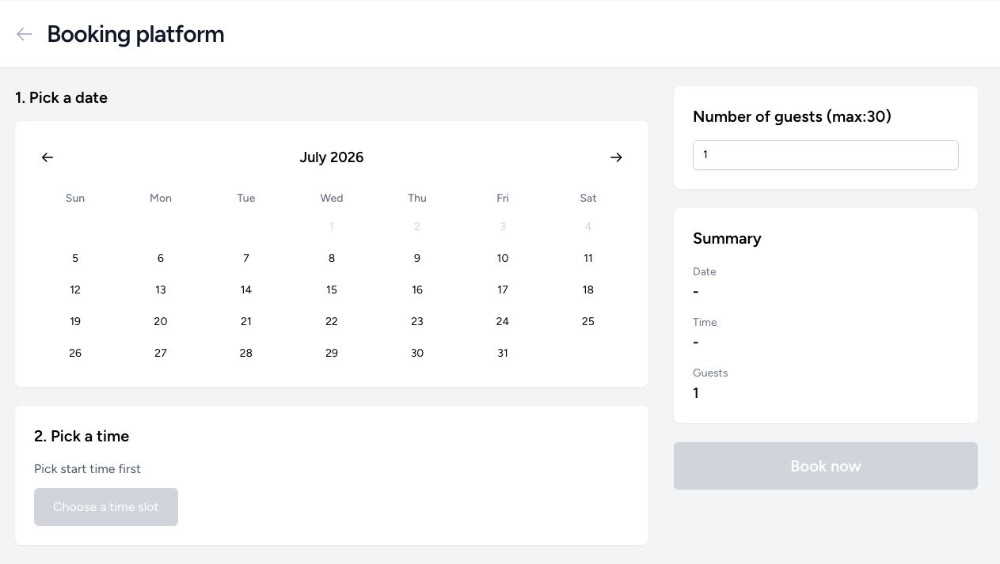 Booking platform
1. Pick a date
July 2026
Sun Mon Tue Wed Thu Fri Sat
1 2 3 4
5 6 7 8 9 10 11
12 13 14 15 16 17 18
19 20 21 22 23 24 25
26 27 28 29 30 31
2. Pick a time
Pick start time first
Choose a time slot
Number of guests (max:30)
1
Summary
Date
-
Time
-
Guests
1
Book now